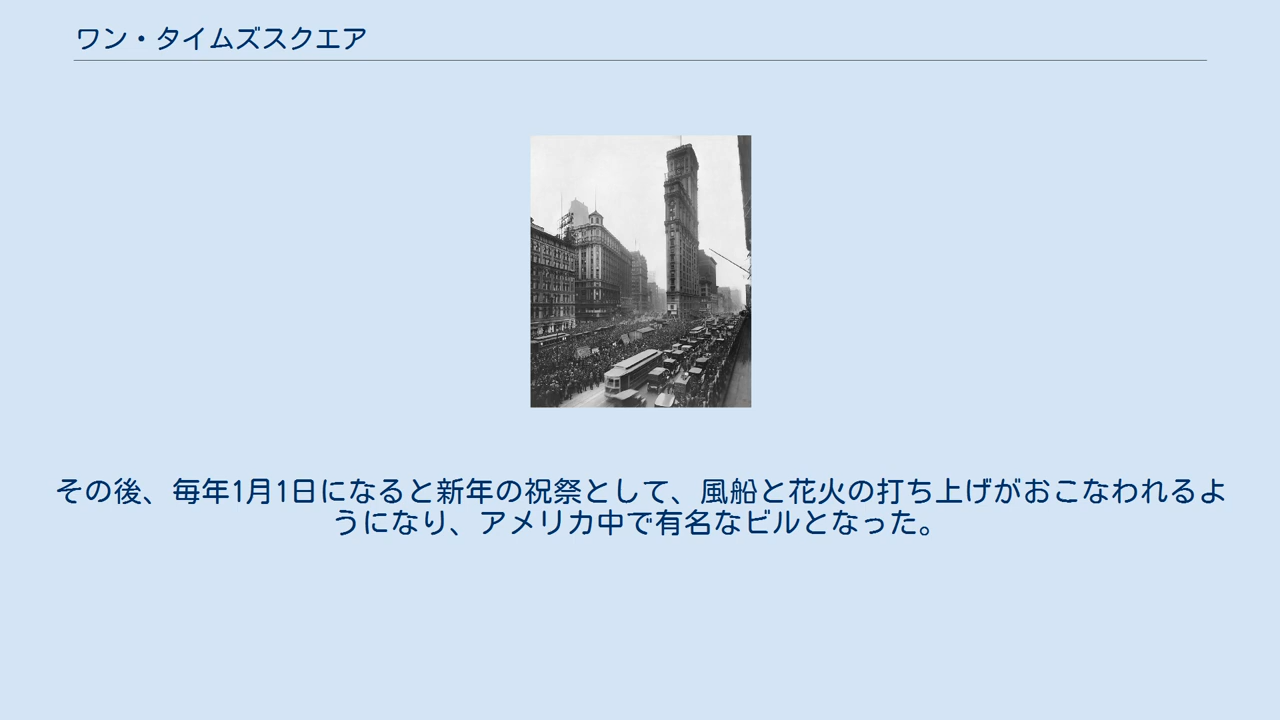 ワン・タイムズスクエア
その後、毎年1月1日になると新年の祝祭として、風船と花火の打ち上げがおこなわれるよ
うになり、アメリカ中で有名なビルとなった。